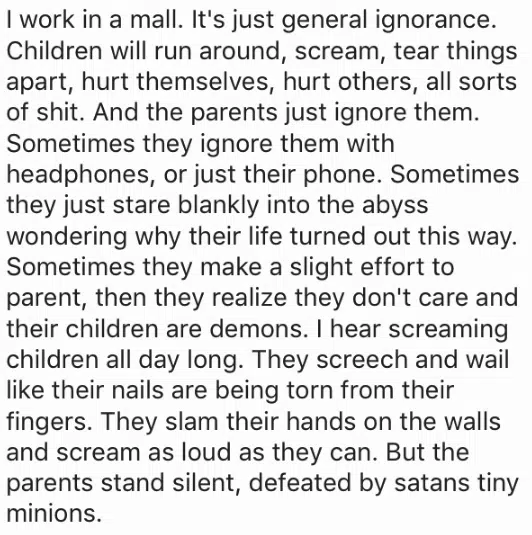 I work in a mall. It's just general ignorance.
Children will run around, scream, tear things
apart, hurt themselves, hurt others, all sorts
of shit. And the parents just ignore them.
Sometimes they ignore them with
headphones, or just their phone. Sometimes
they just stare blankly into the abyss
wondering why their life turned out this way.
Sometimes they make a slight effort to
parent, then they realize they don't care and
their children are demons. I hear screaming
children all day long. They screech and wail
like their nails are being torn from their
fingers. They slam their hands on the walls
and scream as loud as they can. But the
parents stand silent, defeated by satans tiny
minions.